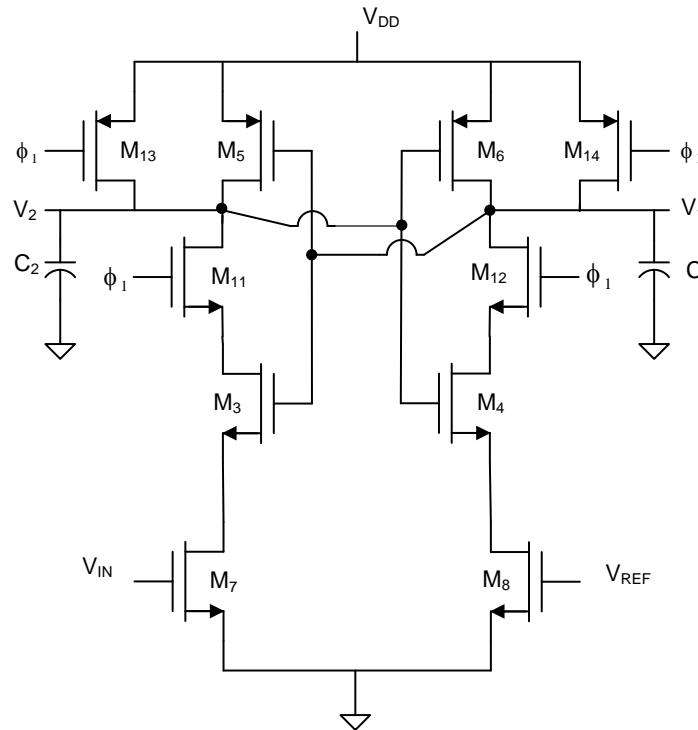 V_DD
ϕ_1
M_13
M_5
M_6
M_14
ϕ
V_2
V
C_2
ϕ_1
M_11
M_12
ϕ_1
C
M_3
M_4
V_IN
M_7
M_8
V_REF